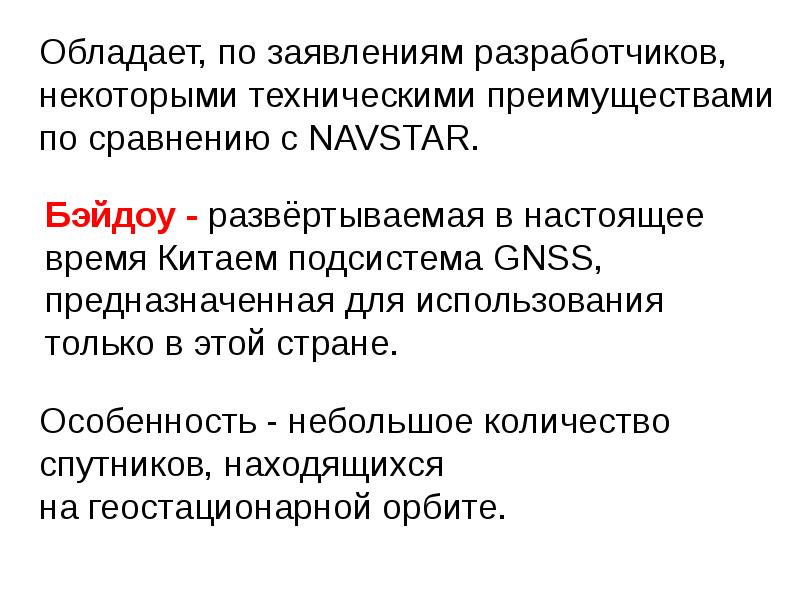 Обладает, по заявлениям разработчиков,
некоторыми техническими преимуществами
по сравнению с NAVSTAR.
Бэйдоу - развёртываемая в настоящее
время Китаем подсистема GNSS,
предназначенная для использования
только в этой стране.
Особенность - небольшое количество
спутников, находящихся
на геостационарной орбите.